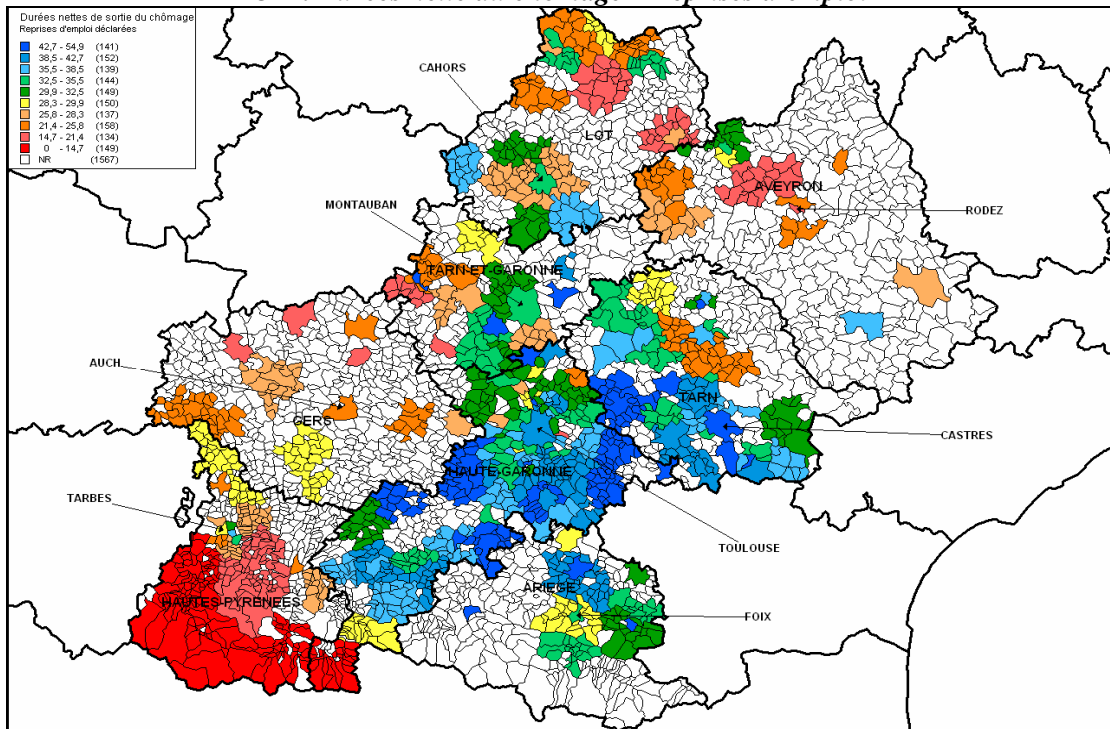 Durées nettes de sortie du chômage
Reprises d'emploi déclarées
42,7 - 54,9 (141)
38,5 - 42,7 (152)
35,5 - 38,5 (139)
32,5 - 35,5 (144)
29,9 - 32,5 (149)
28,3 - 29,9 (150)
25,8 - 28,3 (137)
21,4 - 25,8 (158)
14,7 - 21,4 (134)
0 - 14,7 (149)
NR (1567)
CAHORS
LOT
AVEYRON
MONTAUBAN
RODEZ
TARN-ET-GARONNE
AUCH
GERS
TARN
CASTRES
HAUTE-GARONNE
TARBES
TOULOUSE
ARIEGE
HAUTES-PYRENEES
FOIX